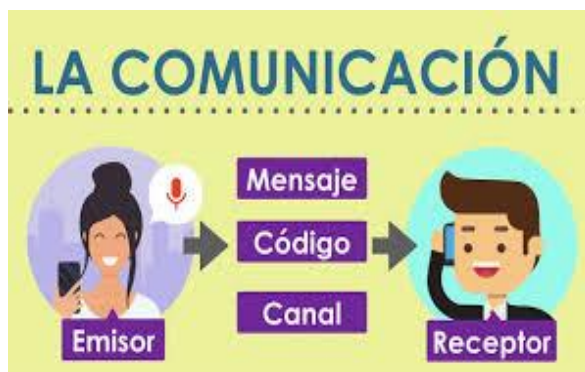 LA COMUNICACIÓN
Mensaje
Código
Canal
Emisor
Receptor